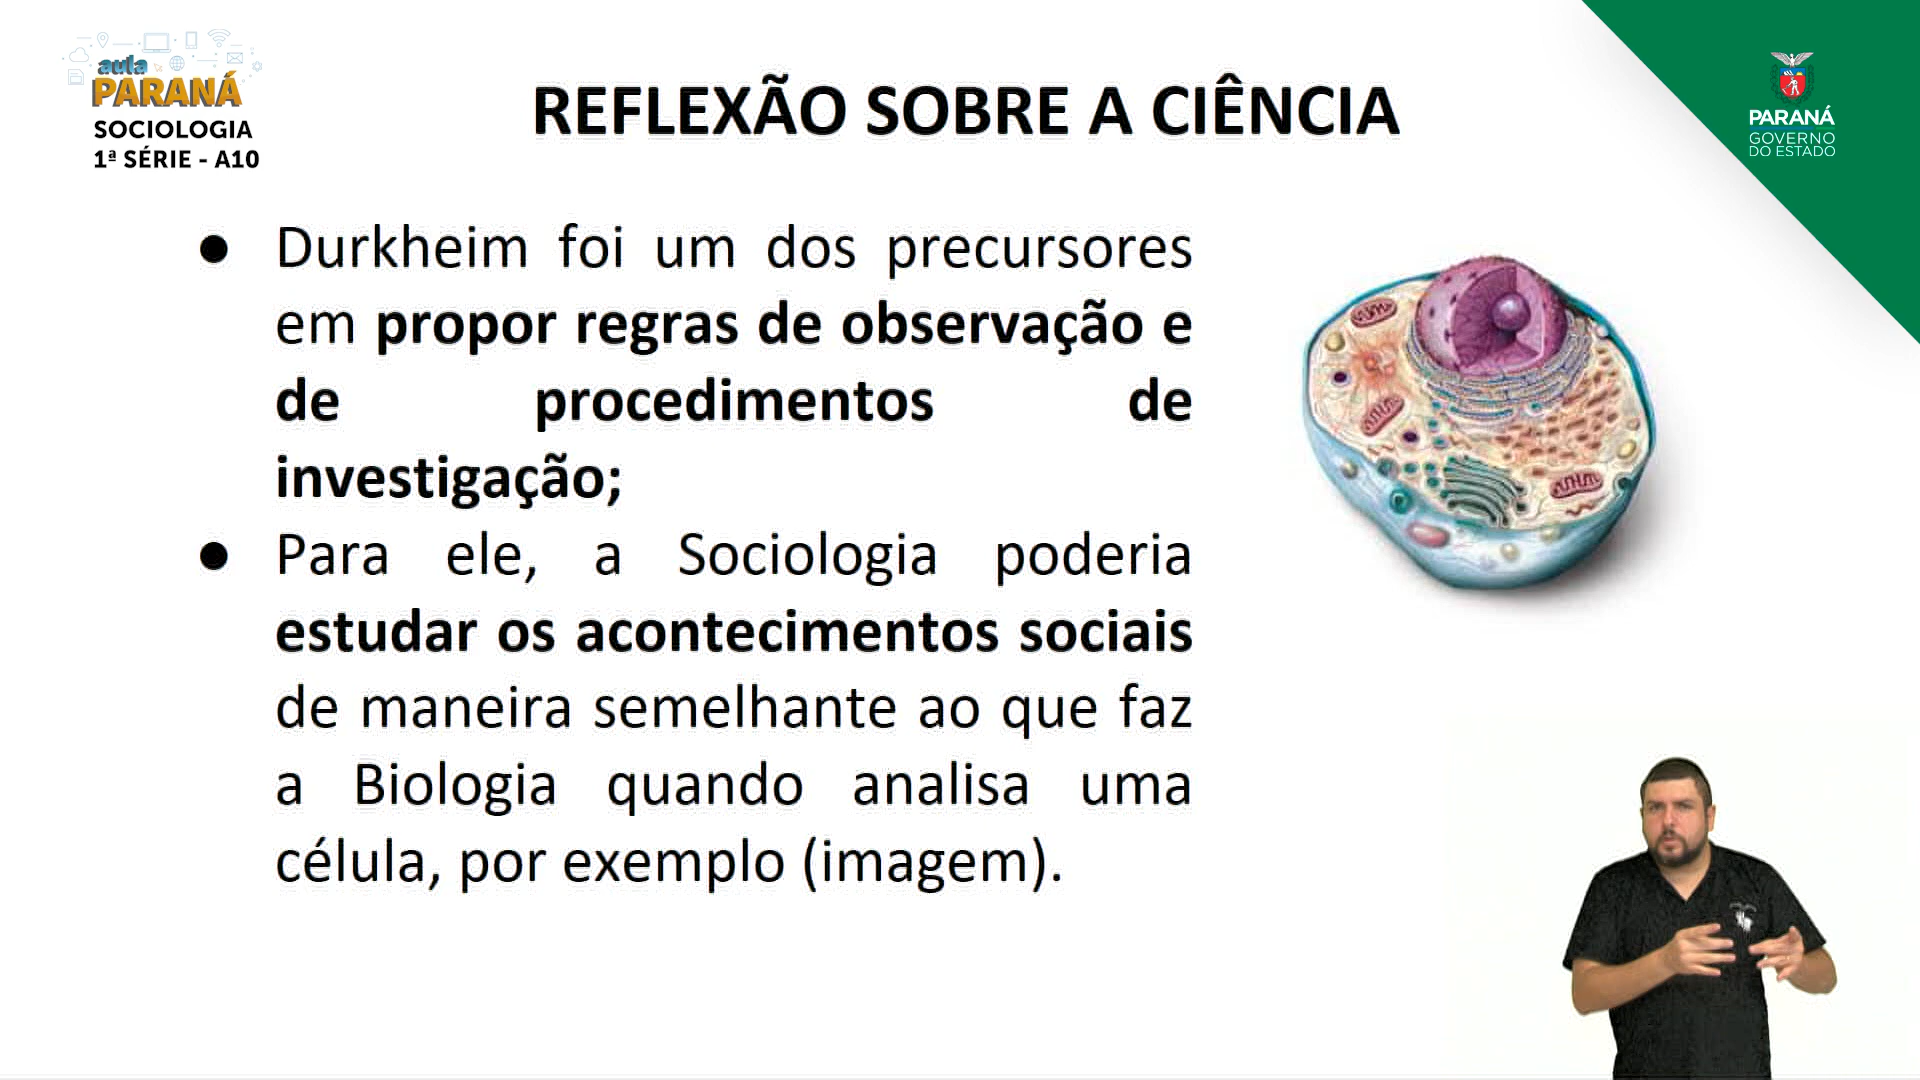 aula
PARANÁ
SOCIOLOGIA
1ª SÉRIE - A10
REFLEXÃO SOBRE A CIÊNCIA
PARANÁ
GOVERNO
DO ESTADO
● Durkheim foi um dos precursores
em propor regras de observação e
de procedimentos de
investigação;
● Para ele, a Sociologia poderia
estudar os acontecimentos sociais
de maneira semelhante ao que faz
a Biologia quando analisa uma
célula, por exemplo (imagem).